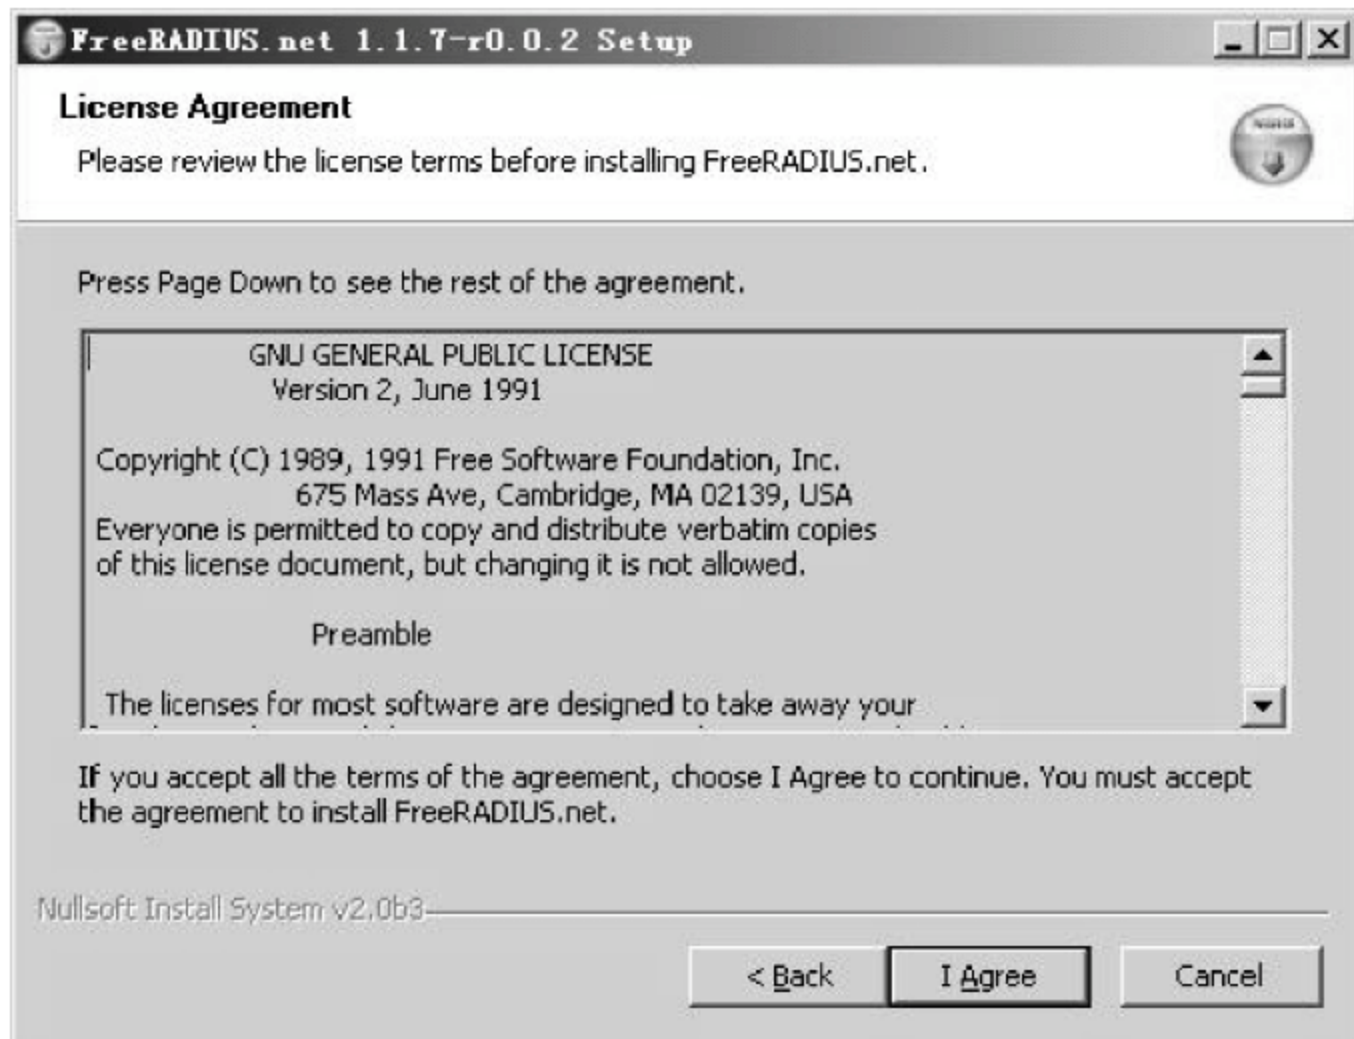 FreeRADIUS.net 1.1.7-r0.0.2 Setup
License Agreement
Please review the license terms before installing FreeRADIUS.net.
Press Page Down to see the rest of the agreement.
GNU GENERAL PUBLIC LICENSE
Version 2, June 1991
Copyright (C) 1989, 1991 Free Software Foundation, Inc.
675 Mass Ave, Cambridge, MA 02139, USA
Everyone is permitted to copy and distribute verbatim copies
of this license document, but changing it is not allowed.
Preamble
The licenses for most software are designed to take away your
If you accept all the terms of the agreement, choose I Agree to continue. You must accept
the agreement to install FreeRADIUS.net.
Nullsoft Install System v2.0b3
< Back
I Agree
Cancel